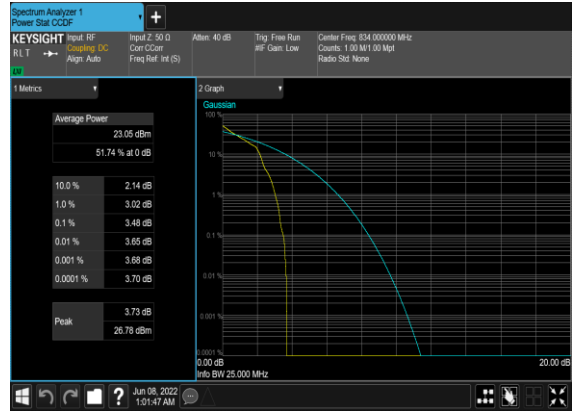 Spectrum Analyzer 1
Power Stat CCDF
+
KEYSIGHT
RLT
Input: RF
Coupling: DC
Align: Auto
Input Z: 50 Ω
Corr CCorr
Freq Ref: Int (S)
Atten: 40 dB
Trig: Free Run
#IF Gain: Low
Center Freq: 834.000000 MHz
Counts: 1.00 M/1.00 Mpt
Radio Std: None
1 Metrics
Average Power
23.05 dBm
51.74 % at 0 dB
10.0 % 2.14 dB
1.0 % 3.02 dB
0.1 % 3.48 dB
0.01 % 3.65 dB
0.001 % 3.68 dB
0.0001 % 3.70 dB
Peak 3.73 dB
26.78 dBm
2 Graph
Gaussian
100 %
10 %
1 %
0.1 %
0.01 %
0.001 %
0.0001 %
0.00 dB 20.00 dB
Info BW 25.000 MHz
?
Jun 08, 2022
1:01:47 AM